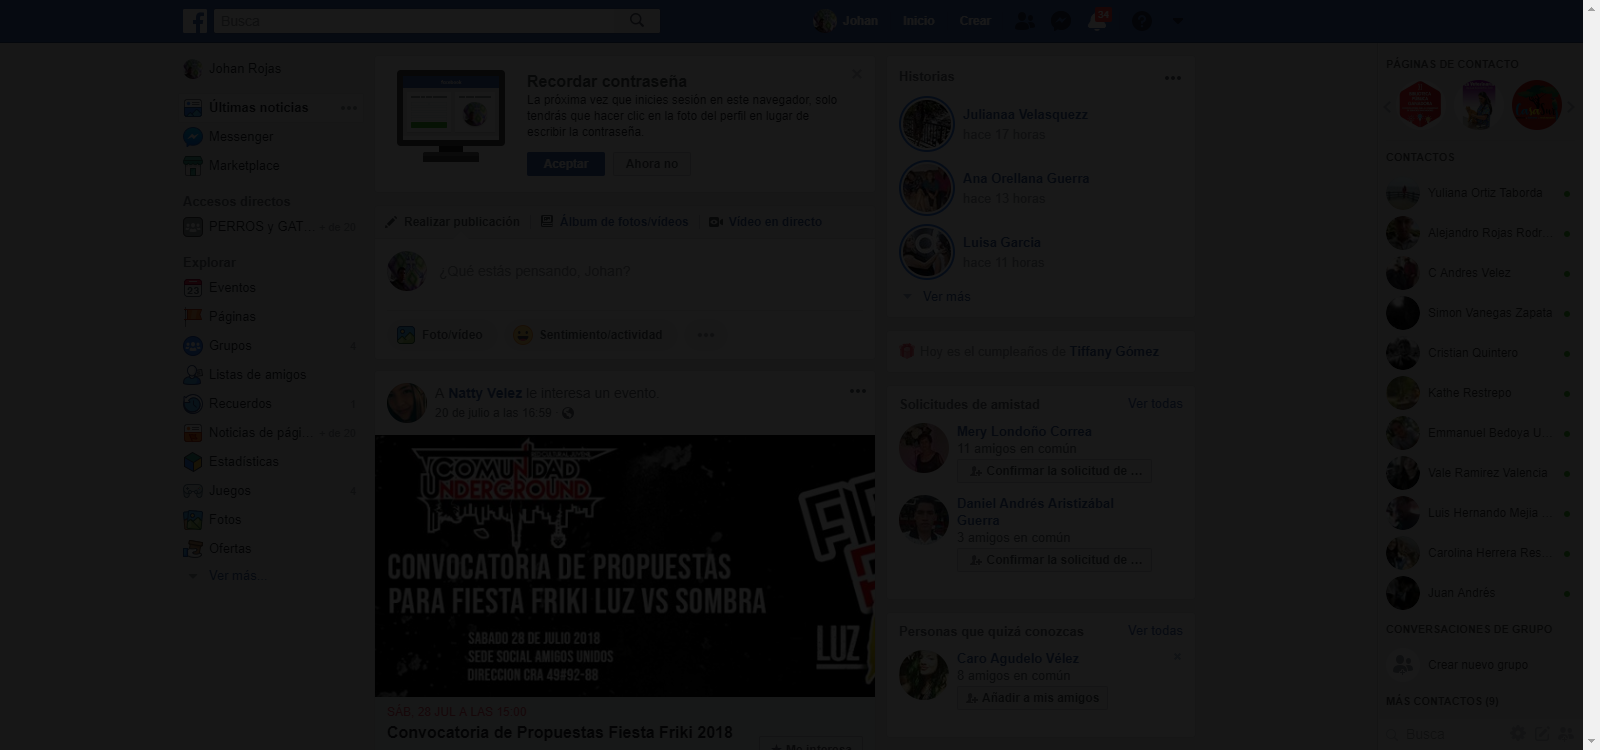 Busca
Johan
Inicio
Crear
24
Johan Rojas
Últimas noticias
Messenger
Marketplace
Accesos directos
PERROS y GAT...
Explorar
Eventos
23
Páginas
Grupos
Listas de amigos
Recuerdos
1
Noticias de pági...
Estadísticas
Juegos
Fotos
Ofertas
Ver más...
Recordar contraseña
La próxima vez que inicies sesión en este navegador, solo
tendrás que hacer clic en la foto del perfil en lugar de
escribir la contraseña.
Aceptar
Ahora no
Realizar publicación
Álbum de fotos/vídeos
Vídeo en directo
¿Qué estás pensando, Johan?
Foto/vídeo
Sentimiento/actividad
A Natty Velez le interesa un evento
20 de julio a las 16:59
COMUNIDAD
UNDERGROUND
CONVOCATORIA DE PROPUESTAS
PARA FIESTA FRIKI LUZ VS SOMBRA
SÁBADO 28 DE JULIO 2018
SEDE SOCIAL AMIGOS UNIDOS
DIRECCION CRA 49#92-88
LUZ
SÁB, 28 JUL A LAS 15:00
Convocatoria de Propuestas Fiesta Friki 2018
Me interesa
Historias
Julianaa Velasquezz
hace 17 horas
Ana Orellana Guerra
hace 13 horas
Luisa García
hace 11 horas
Ver más
Hoy es el cumpleaños de Tiffany Gómez
Solicitudes de amistad
Ver todas
Mery Londoño Correa
11 amigos en común
Confirmar la solicitud de ...
Daniel Andrés Aristizábal
Guerra
3 amigos en común
Confirmar la solicitud de ...
Personas que quizá conozcas
Ver todas
Caro Agudelo Vélez
8 amigos en común
Añadir a mis amigos
PÁGINAS DE CONTACTO
CONTACTOS
Yuliana Ortiz Taborda
Alejandro Rojas Rodr...
C Andres Velez
Simon Vanegas Zapata
Cristian Quintero
Kathe Restrepo
Emmanuel Bedoya U...
Vale Ramirez Valencia
Luis Hernando Mejia ...
Carolina Herrera Res...
Juan Andrés
CONVERSACIONES DE GRUPO
Crear nuevo grupo
MÁS CONTACTOS (9)
Busca